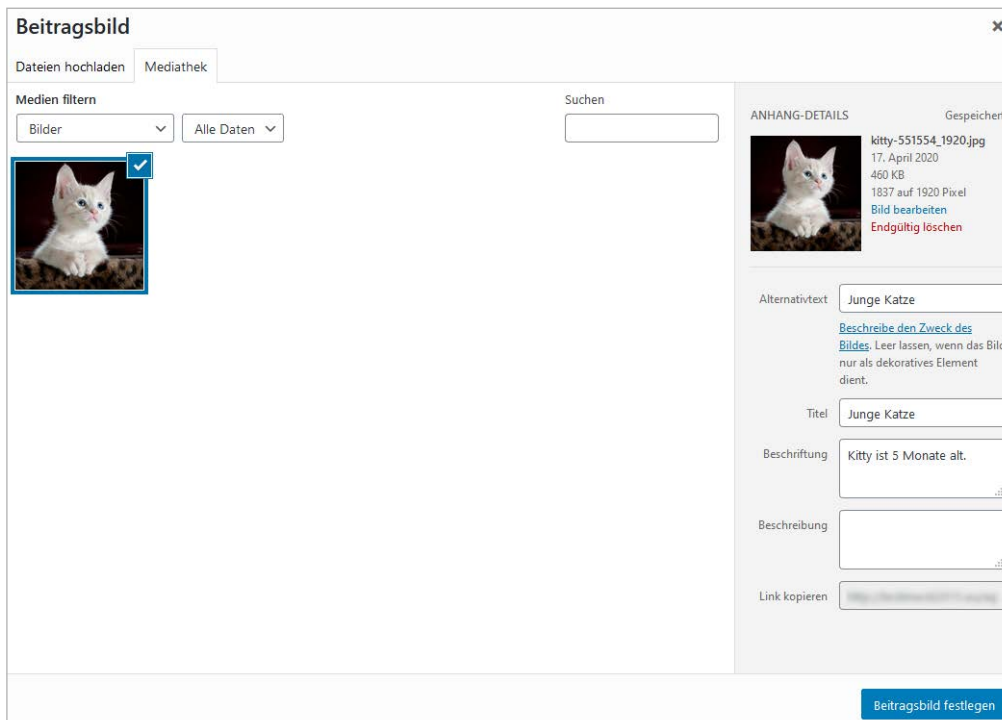 Beitragsbild
Dateien hochladen
Mediathek
Medien filtern
Suchen
Bilder
Alle Daten
ANHANG-DETAILS
Gespeichert
kitty-551554_1920.jpg
17. April 2020
460 KB
1837 auf 1920 Pixel
Bild bearbeiten
Endgültig löschen
Alternativtext
Junge Katze
Beschreibe den Zweck des
Bildes. Leer lassen, wenn das Bild
nur als dekoratives Element
dient.
Titel
Junge Katze
Beschriftung
Kitty ist 5 Monate alt.
Beschreibung
Link kopieren
Beitragsbild festlegen